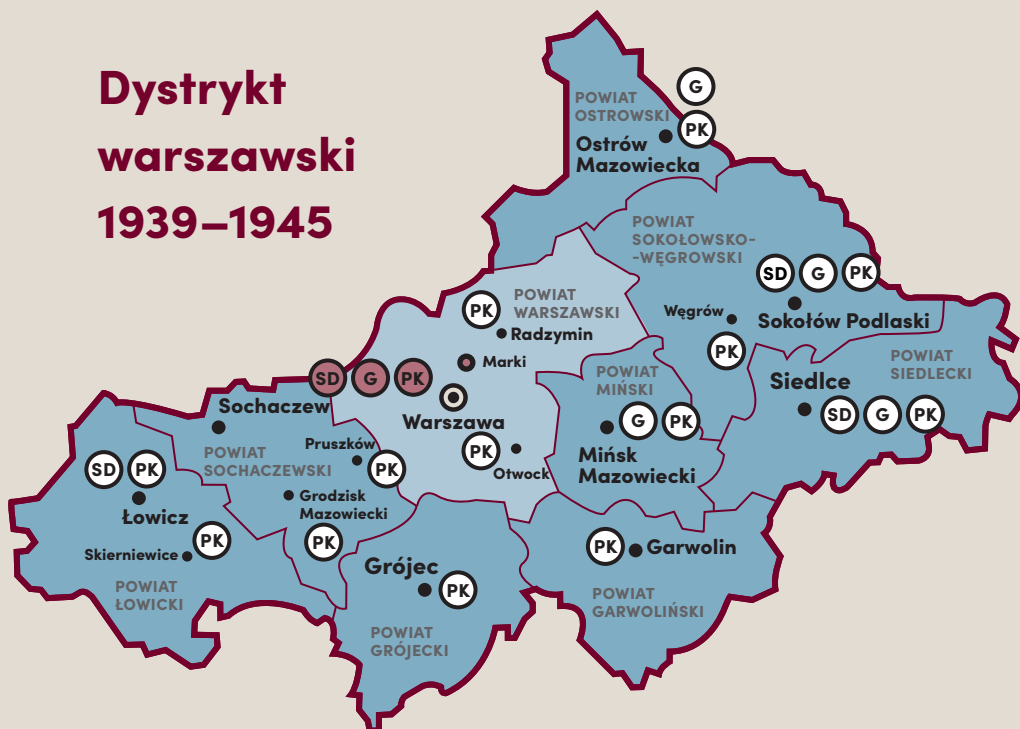 Dystrykt
warszawski
1939–1945
G
POWIAT
OSTROWSKI
PK
Ostrów
Mazowiecka
POWIAT
SOKOŁOWSKO-
-WĘGROWSKI
SD G PK
Węgrów
Sokołów Podlaski
PK
POWIAT
WARSZAWSKI
PK
Radzymin
Marki
SD G PK
Warszawa
PK
Otwock
POWIAT
MIŃSKI
G PK
Mińsk
Mazowiecki
POWIAT
SIEDLECKI
Siedlce
SD G PK
Sochaczew
POWIAT
SOCHACZEWSKI
Pruszków
PK
Grodzisk
Mazowiecki
PK
SD PK
Łowicz
PK
Skierniewice
POWIAT
ŁOWICKI
Grójec
PK
POWIAT
GRÓJECKI
PK
Garwolin
POWIAT
GARWOLIŃSKI